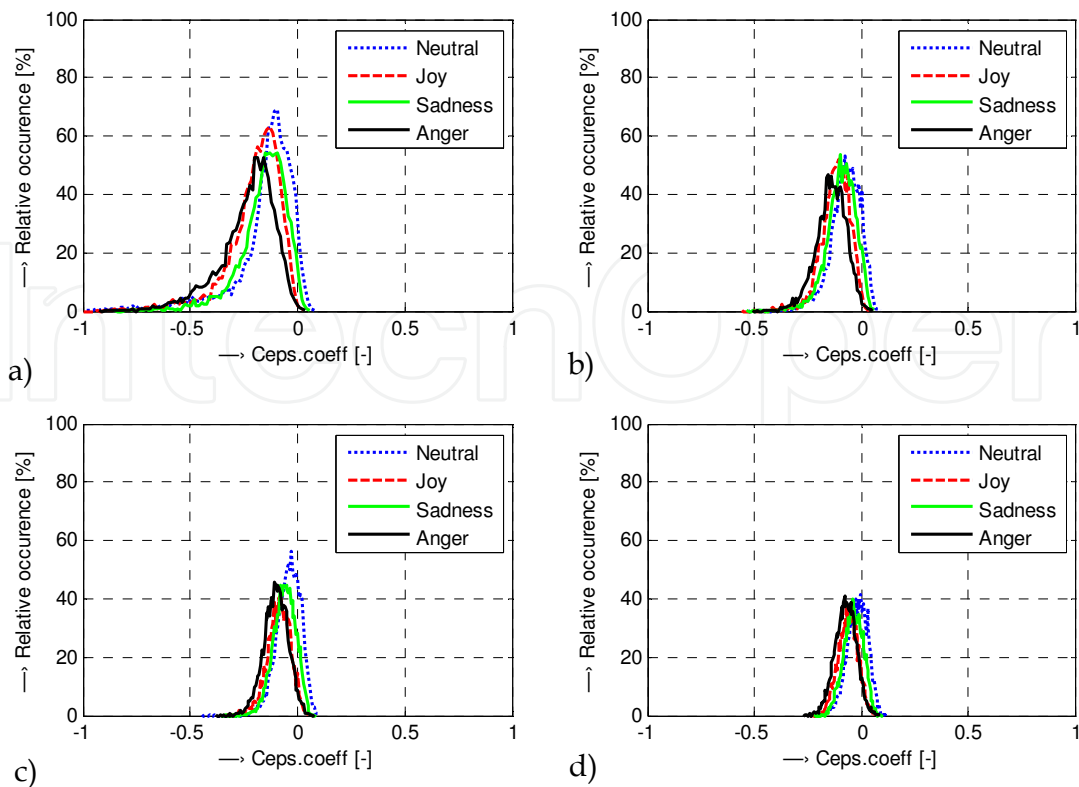 100
80
60
40
20
0
-1
-0.5
0
0.5
1
—› Relative occurence [%]
—› Ceps.coeff [-]
Neutral
Joy
Sadness
Anger
a)
100
80
60
40
20
0
-1
-0.5
0
0.5
1
—› Relative occurence [%]
—› Ceps.coeff [-]
Neutral
Joy
Sadness
Anger
b)
IntechOpen
100
80
60
40
20
0
-1
-0.5
0
0.5
1
—› Relative occurence [%]
—› Ceps.coeff [-]
Neutral
Joy
Sadness
Anger
c)
100
80
60
40
20
0
-1
-0.5
0
0.5
1
—› Relative occurence [%]
—› Ceps.coeff [-]
Neutral
Joy
Sadness
Anger
d)